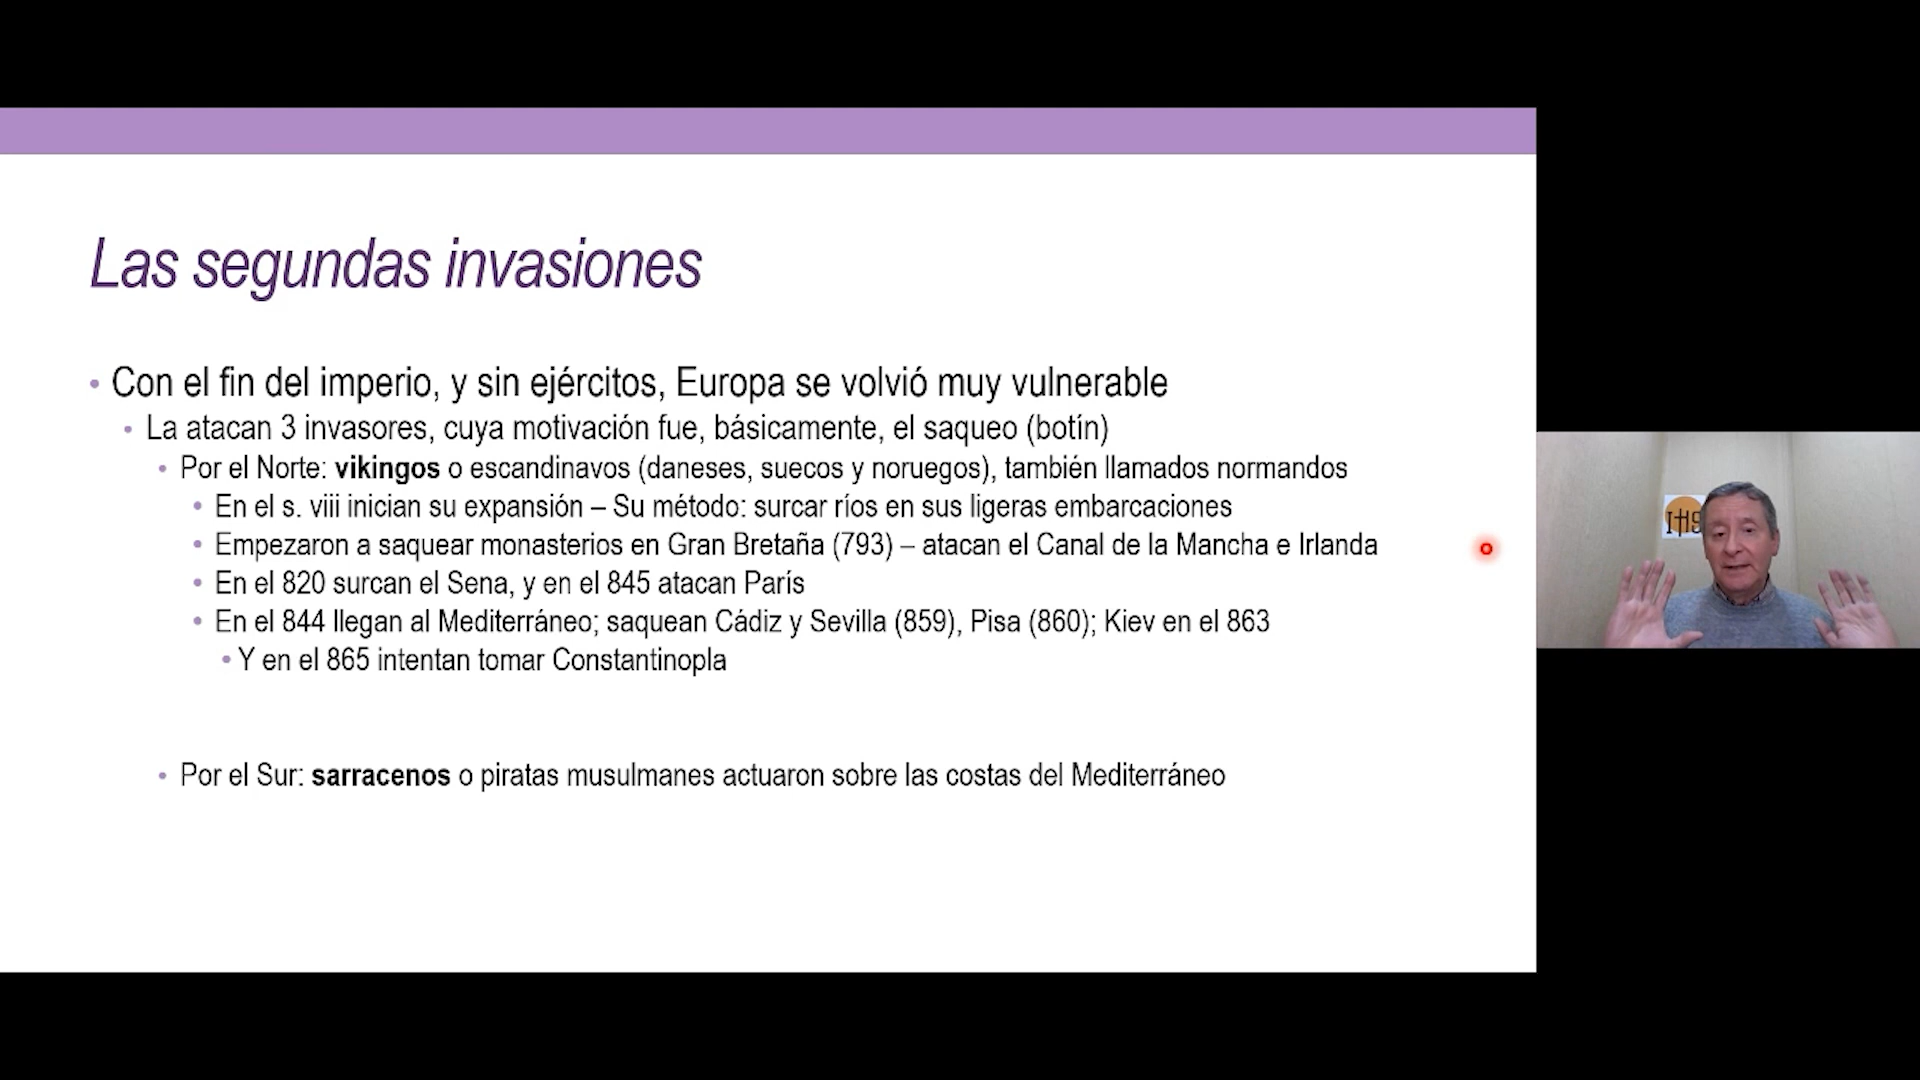 Las segundas invasiones
• Con el fin del imperio, y sin ejércitos, Europa se volvió muy vulnerable
• La atacan 3 invasores, cuya motivación fue, básicamente, el saqueo (botín)
• Por el Norte: vikingos o escandinavos (daneses, suecos y noruegos), también llamados normandos
• En el s. viii inician su expansión – Su método: surcar ríos en sus ligeras embarcaciones
• Empezaron a saquear monasterios en Gran Bretaña (793) – atacan el Canal de la Mancha e Irlanda
• En el 820 surcan el Sena, y en el 845 atacan París
• En el 844 llegan al Mediterráneo; saquean Cádiz y Sevilla (859), Pisa (860); Kiev en el 863
• Y en el 865 intentan tomar Constantinopla
• Por el Sur: sarracenos o piratas musulmanes actuaron sobre las costas del Mediterráneo
IHS